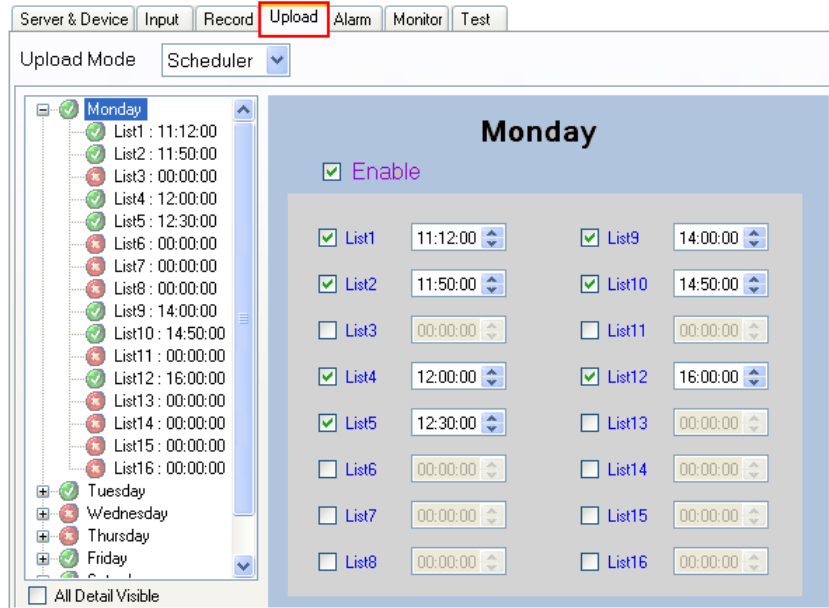 Server & Device Input Record Upload Alarm Monitor Test
Upload Mode Scheduler
Monday
List1 : 11:12:00
List2 : 11:50:00
List3 : 00:00:00
List4 : 12:00:00
List5 : 12:30:00
List6 : 00:00:00
List7 : 00:00:00
List8 : 00:00:00
List9 : 14:00:00
List10 : 14:50:00
List11 : 00:00:00
List12 : 16:00:00
List13 : 00:00:00
List14 : 00:00:00
List15 : 00:00:00
List16 : 00:00:00
Tuesday
Wednesday
Thursday
Friday
All Detail Visible
Monday
Enable
List1 11:12:00 List9 14:00:00
List2 11:50:00 List10 14:50:00
List3 00:00:00 List11 00:00:00
List4 12:00:00 List12 16:00:00
List5 12:30:00 List13 00:00:00
List6 00:00:00 List14 00:00:00
List7 00:00:00 List15 00:00:00
List8 00:00:00 List16 00:00:00